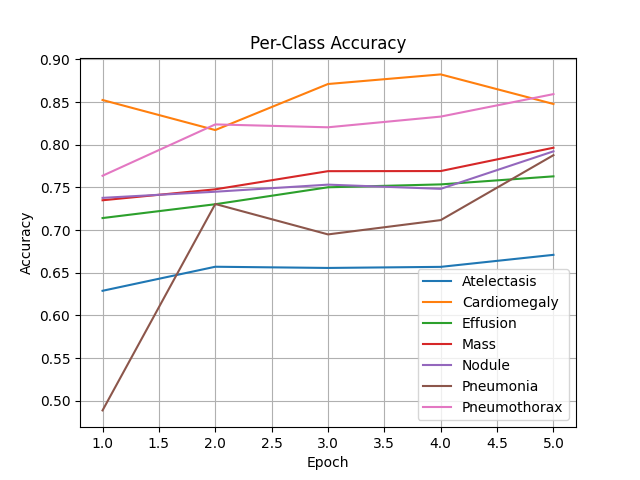 Per-Class Accuracy
0.90
0.85
0.80
0.75
0.70
0.65
0.60
0.55
0.50
Accuracy
Atelectasis
Cardiomegaly
Effusion
Mass
Nodule
Pneumonia
Pneumothorax
1.0 1.5 2.0 2.5 3.0 3.5 4.0 4.5 5.0
Epoch